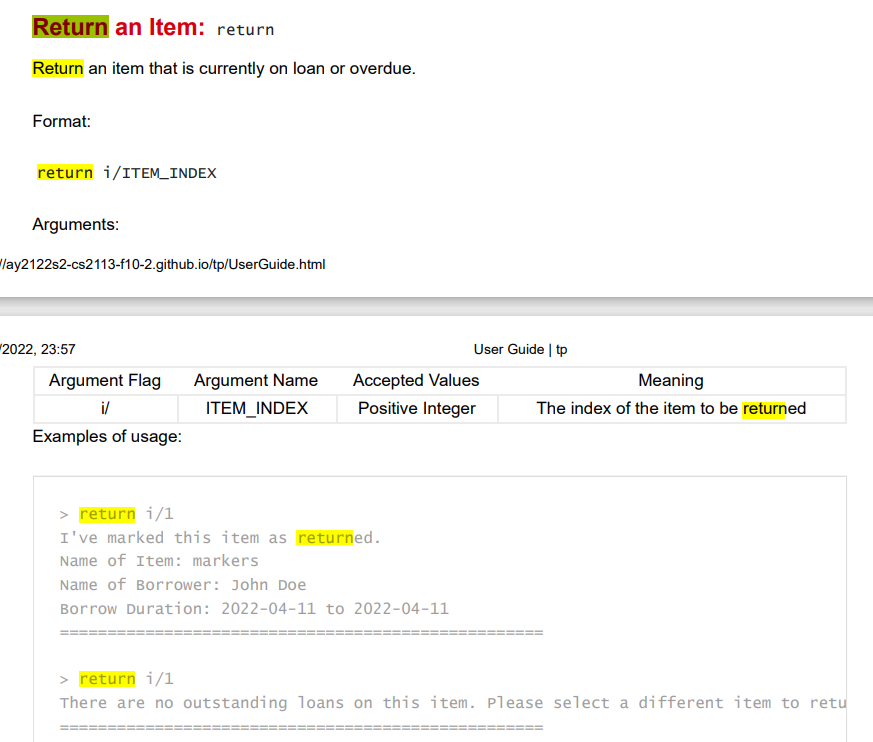 Return an Item: return
Return an item that is currently on loan or overdue.
Format:
return i/ITEM_INDEX
Arguments:
//ay2122s2-cs2113-f10-2.github.io/tp/UserGuide.html
/2022, 23:57 User Guide | tp
Argument Flag Argument Name Accepted Values Meaning
i/ ITEM_INDEX Positive Integer The index of the item to be returned
Examples of usage:
> return i/1
I've marked this item as returned.
Name of Item: markers
Name of Borrower: John Doe
Borrow Duration: 2022-04-11 to 2022-04-11
===================================================
> return i/1
There are no outstanding loans on this item. Please select a different item to retu
===================================================